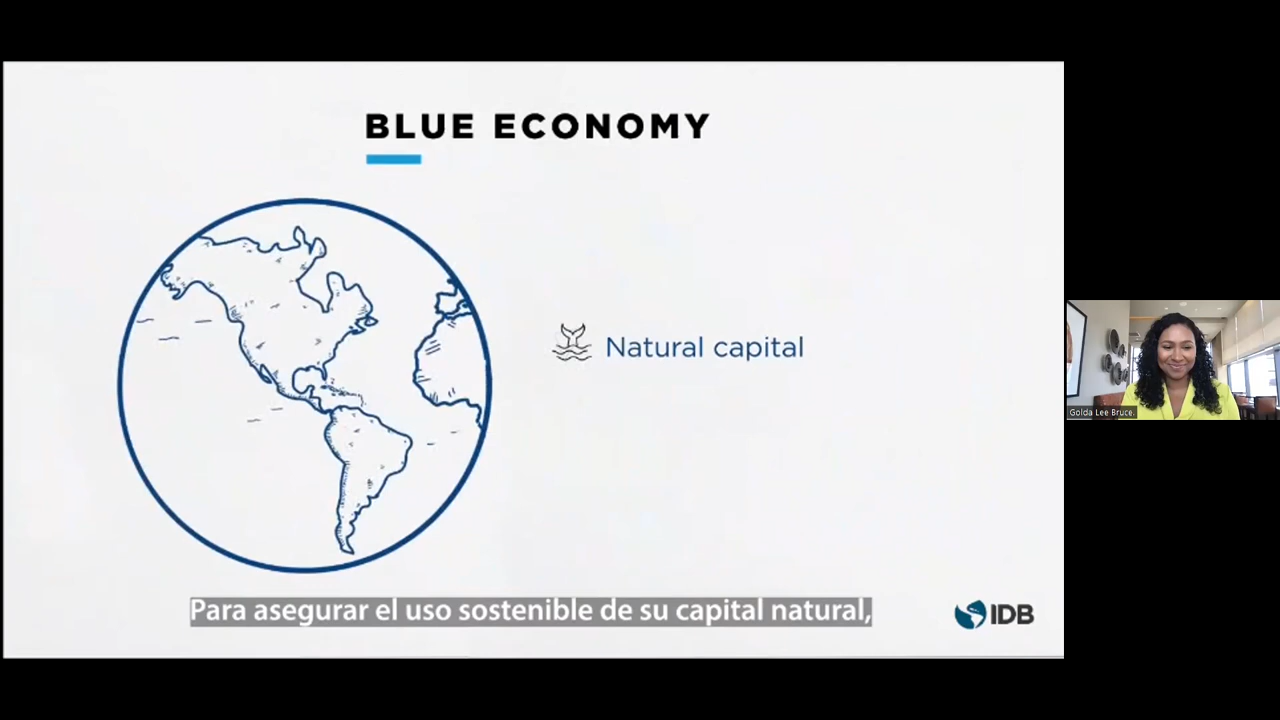 BLUE ECONOMY
Natural capital
Para asegurar el uso sostenible de su capital natural,
IDB
Golda Lee Bruce.